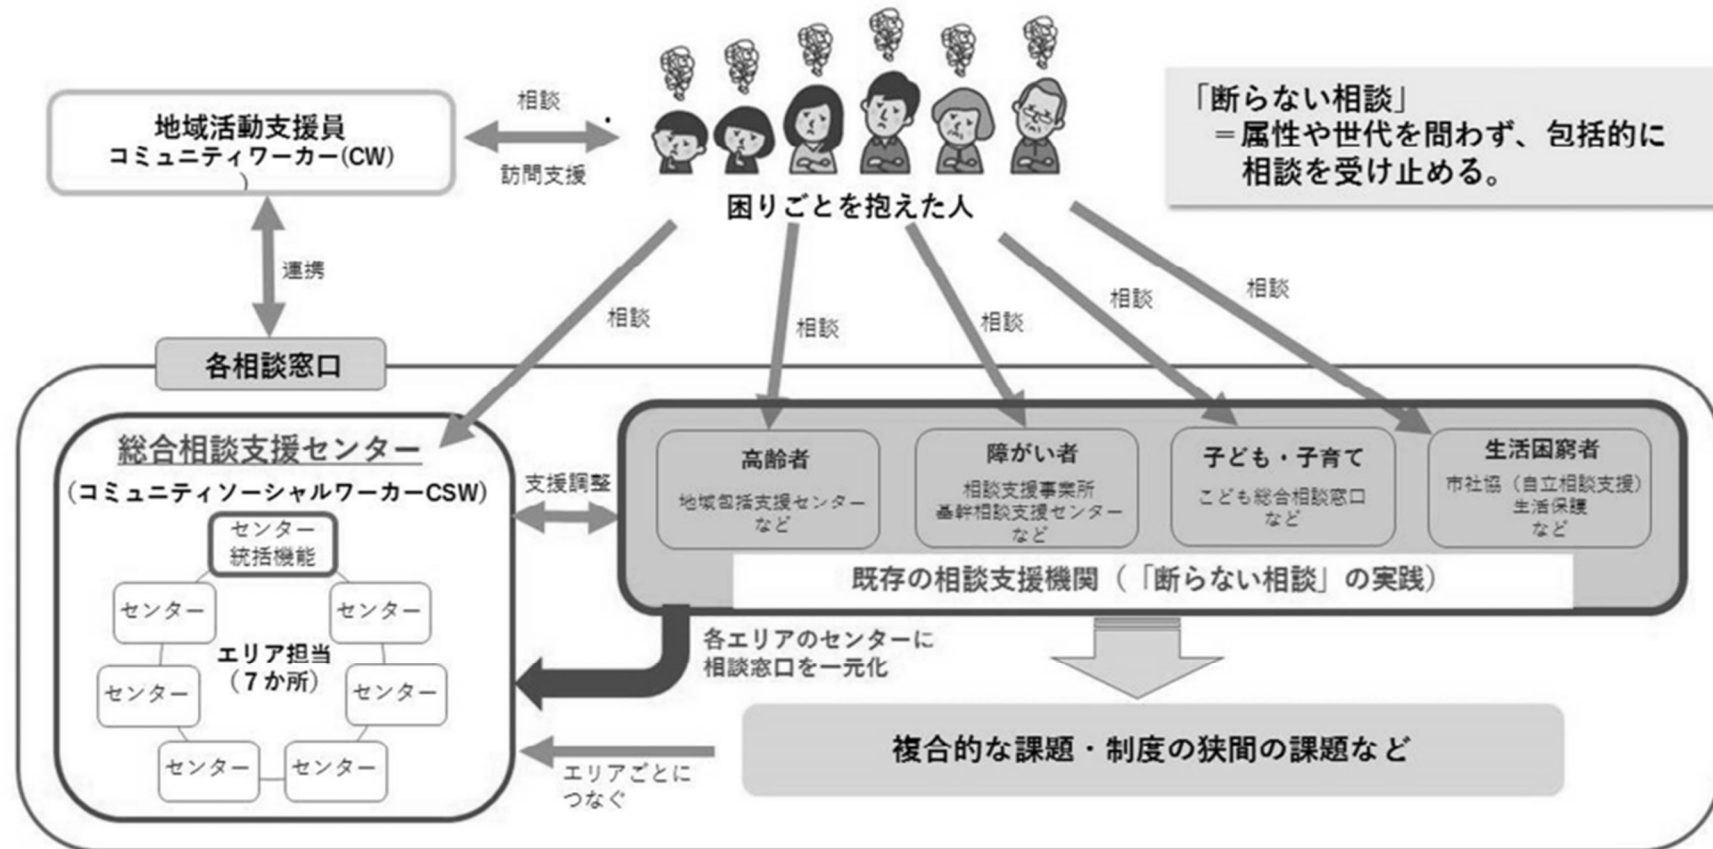 地域活動支援員
コミュニティワーカー(CW)
)
相談
訪問支援
困りごとを抱えた人
「断らない相談」
＝属性や世代を問わず、包括的に
相談を受け止める。
連携
相談
相談
相談
相談
相談
各相談窓口
総合相談支援センター
(コミュニティソーシャルワーカーCSW)
センター
統括機能
センター
センター
エリア担当
（７か所）
センター
センター
センター
センター
支援調整
高齢者
地域包括支援センター
など
障がい者
相談支援事業所
基幹相談支援センター
など
子ども・子育て
こども総合相談窓口
など
生活困窮者
市社協（自立相談支援）
生活保護
など
既存の相談支援機関（「断らない相談」の実践）
各エリアのセンターに
相談窓口を一元化
複合的な課題・制度の狭間の課題など
エリアごとに
つなぐ